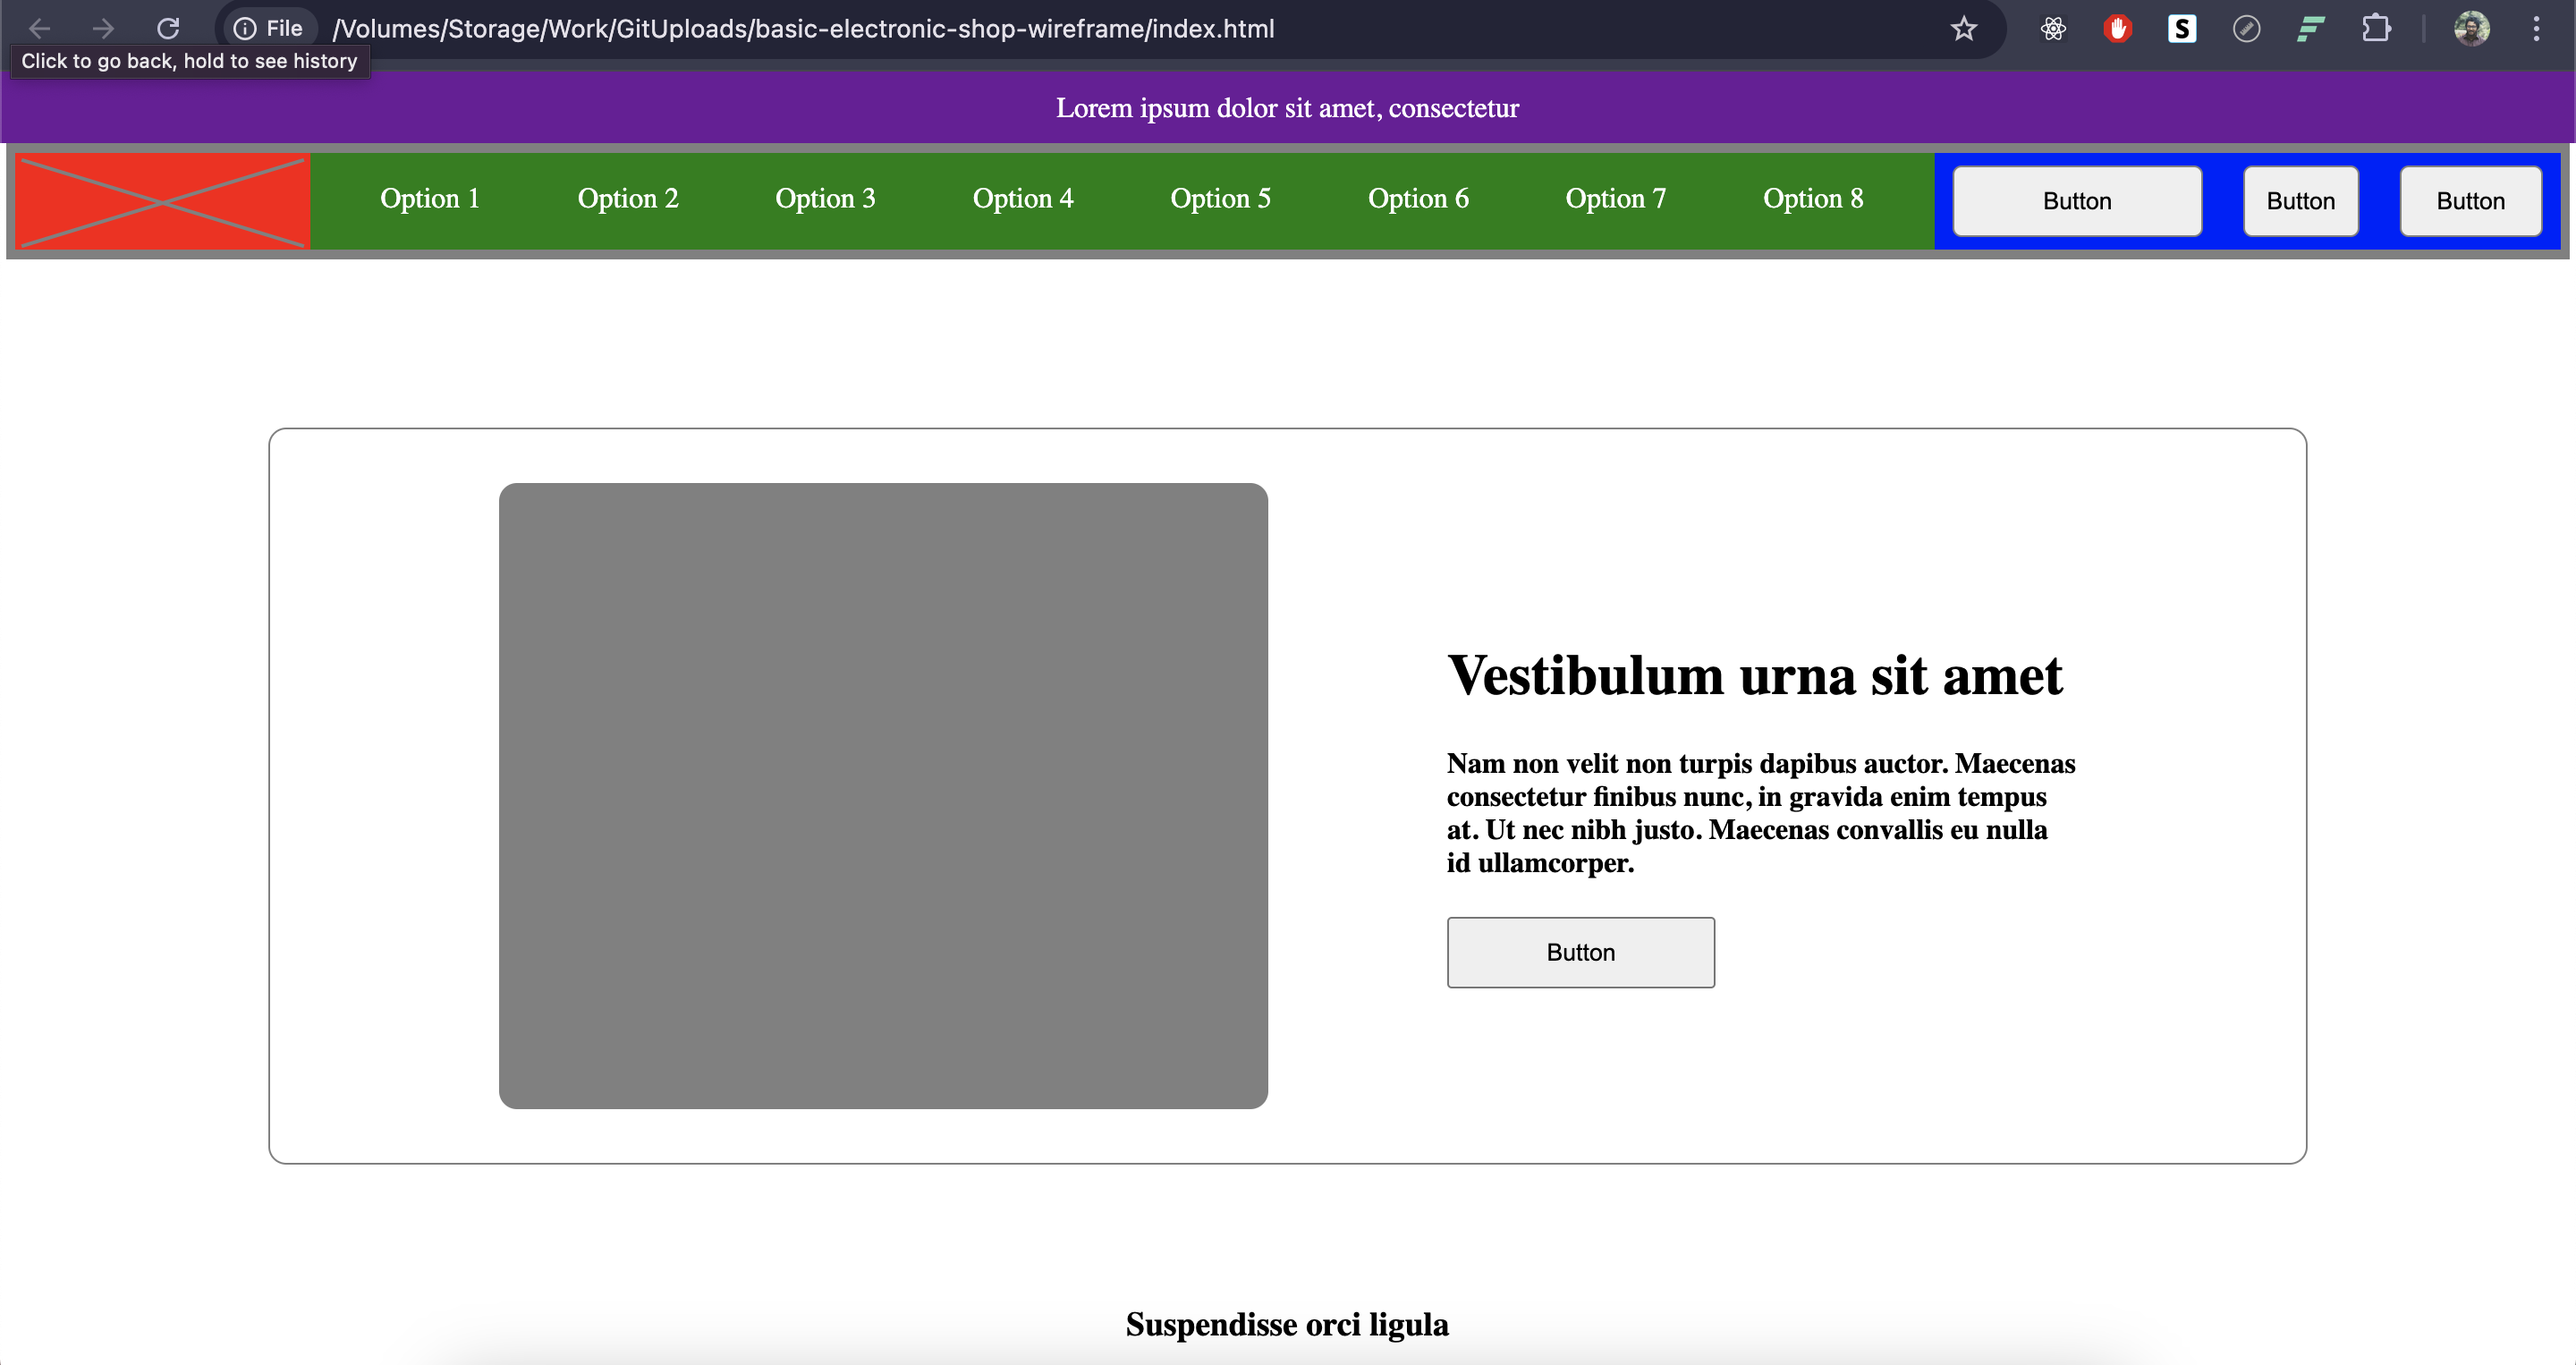 File /Volumes/Storage/Work/GitUploads/basic-electronic-shop-wireframe/index.html
S
Click to go back, hold to see history
Lorem ipsum dolor sit amet, consectetur
Option 1 Option 2 Option 3 Option 4 Option 5 Option 6 Option 7 Option 8 Button Button Button
Vestibulum urna sit amet
Nam non velit non turpis dapibus auctor. Maecenas
consectetur finibus nunc, in gravida enim tempus
at. Ut nec nibh justo. Maecenas convallis eu nulla
id ullamcorper.
Button
Suspendisse orci ligula